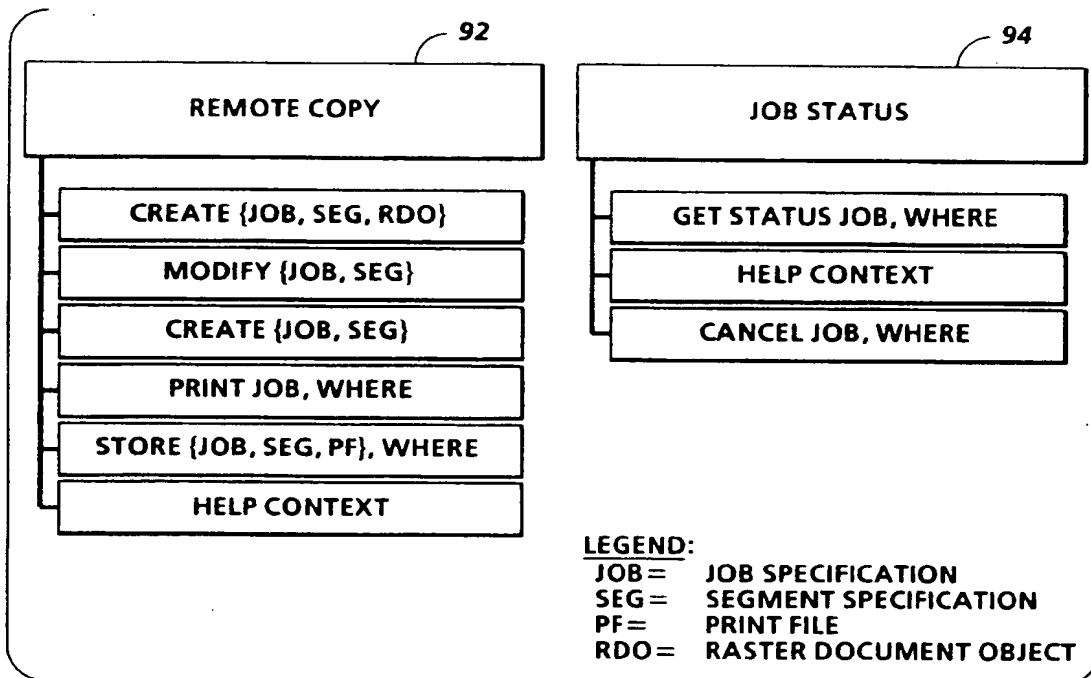 92
REMOTE COPY
CREATE {JOB, SEG, RDO}
MODIFY {JOB, SEG}
CREATE {JOB, SEG}
PRINT JOB, WHERE
STORE {JOB, SEG, PF}, WHERE
HELP CONTEXT
94
JOB STATUS
GET STATUS JOB, WHERE
HELP CONTEXT
CANCEL JOB, WHERE
LEGEND:
JOB= JOB SPECIFICATION
SEG= SEGMENT SPECIFICATION
PF= PRINT FILE
RDO= RASTER DOCUMENT OBJECT